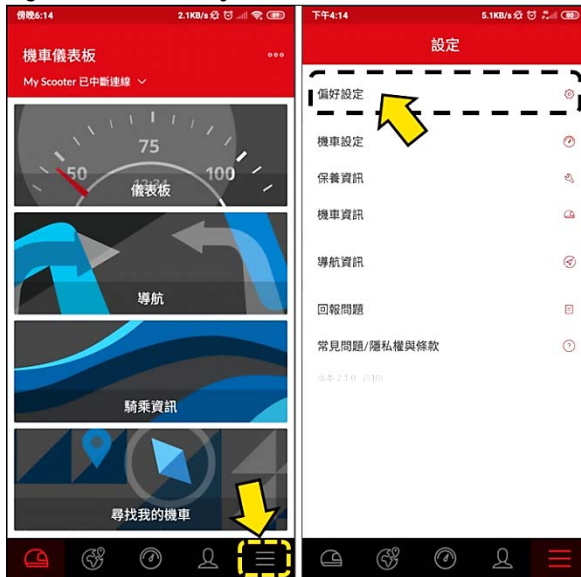 傍晚6:14
2.1KB/s
89
機車儀表板
My Scooter 已中斷連線
75
50
100
儀表板
導航
騎乘資訊
尋找我的機車
下午4:14
5.1KB/s
設定
偏好設定
機車設定
保養資訊
機車資訊
導航資訊
回報問題
常見問題/隱私權與條款